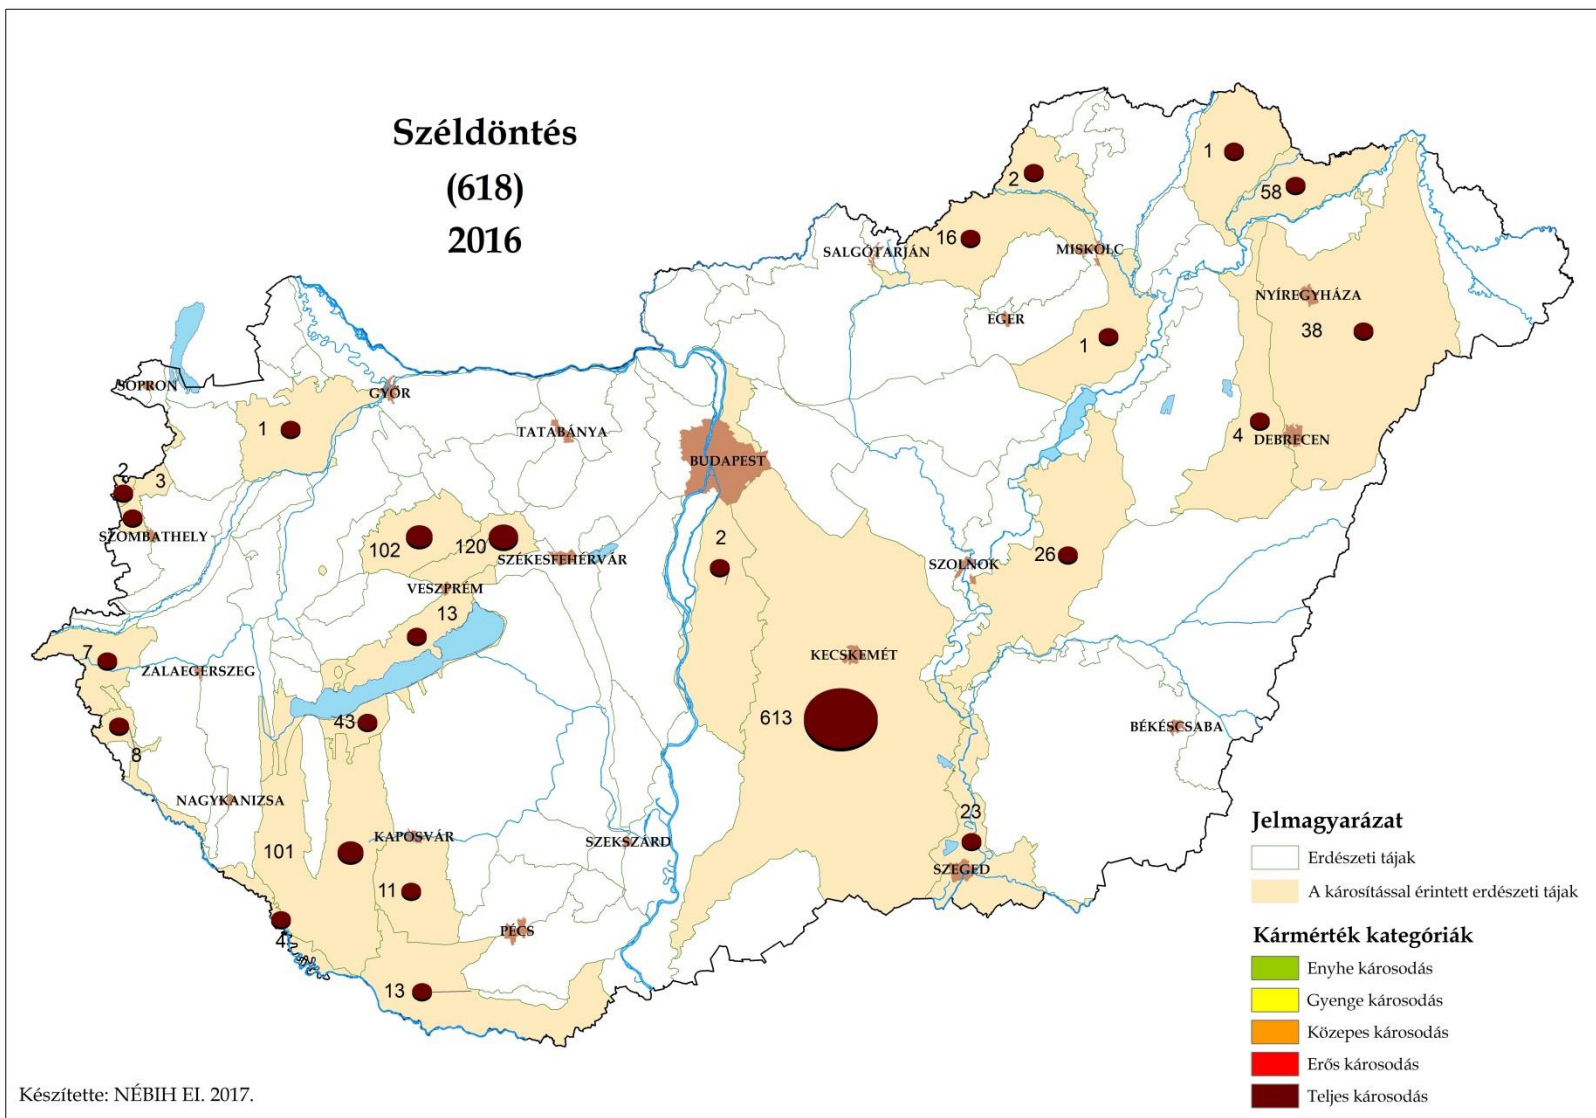 Széldöntés
(618)
2016
1
58
2
16
SALGÓTARJÁN
MISKOLC
NYÍREGYHÁZA
38
EGER
1
SOPRON
GYŐR
1
TATABÁNYA
4
DEBRECEN
BUDAPEST
2
3
SZOMBATHELY
102
120
SZÉKESFEHÉRVÁR
2
SZOLNOK
26
VESZPRÉM
13
7
ZALAEGERSZEG
KECSKEMÉT
43
613
BÉKÉSCSABA
8
NAGYKANIZSA
KAPOSVÁR
SZEKSZÁRD
23
101
SZEGED
11
4
PÉCS
13
Jelmagyarázat
Erdészeti tájak
A károsítással érintett erdészeti tájak
Kármérték kategóriák
Enyhe károsodás
Gyenge károsodás
Közepes károsodás
Erős károsodás
Teljes károsodás
Készítette: NÉBIH EI. 2017.